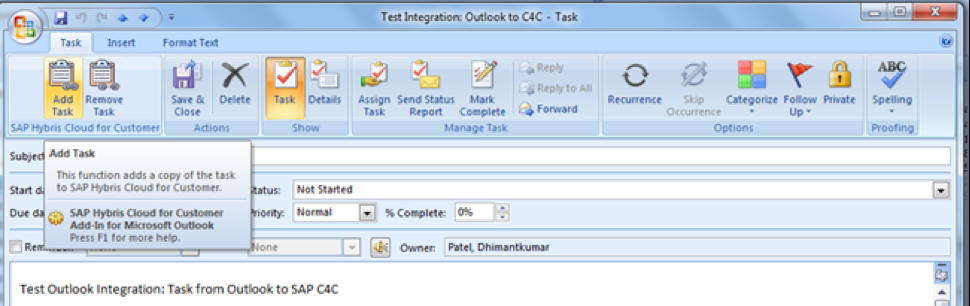 Test Integration: Outlook to C4C - Task
Task Insert Format Text
Add Task Remove Task Save & Close Delete Task Details Assign Task Send Status Report Mark Complete Reply Reply to All Forward Recurrence Skip Occurrence Categorize Follow Up Private ABC Spelling
SAP Hybris Cloud for Customer Actions Show Manage Task Options Proofing
Subject
Add Task
This function adds a copy of the task
to SAP Hybris Cloud for Customer.
SAP Hybris Cloud for Customer
Add-In for Microsoft Outlook
Press F1 for more help.
Start da tatus: Not Started
Due da riority: Normal % Complete: 0%
None Owner: Patel, Dhimantkumar
Test Outlook Integration: Task from Outlook to SAP C4C